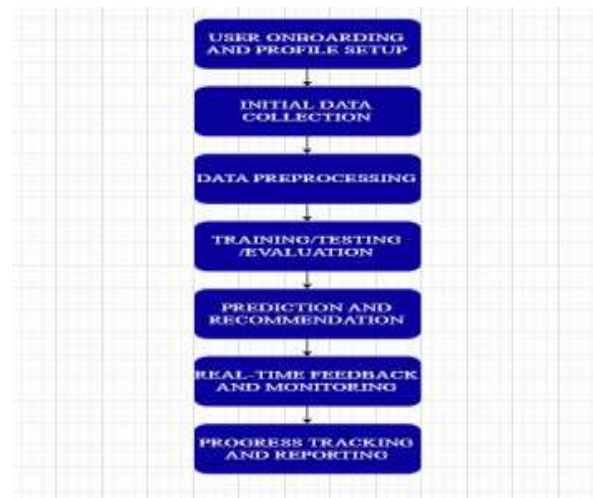 USER ONBOARDING
AND PROFILE SETUP
INITIAL DATA
COLLECTION
DATA PREPROCESSING
TRAINING/TESTING
/EVALUATION
PREDICTION AND
RECOMMENDATION
REAL-TIME FEEDBACK
AND MONITORING
PROGRESS TRACKING
AND REPORTING